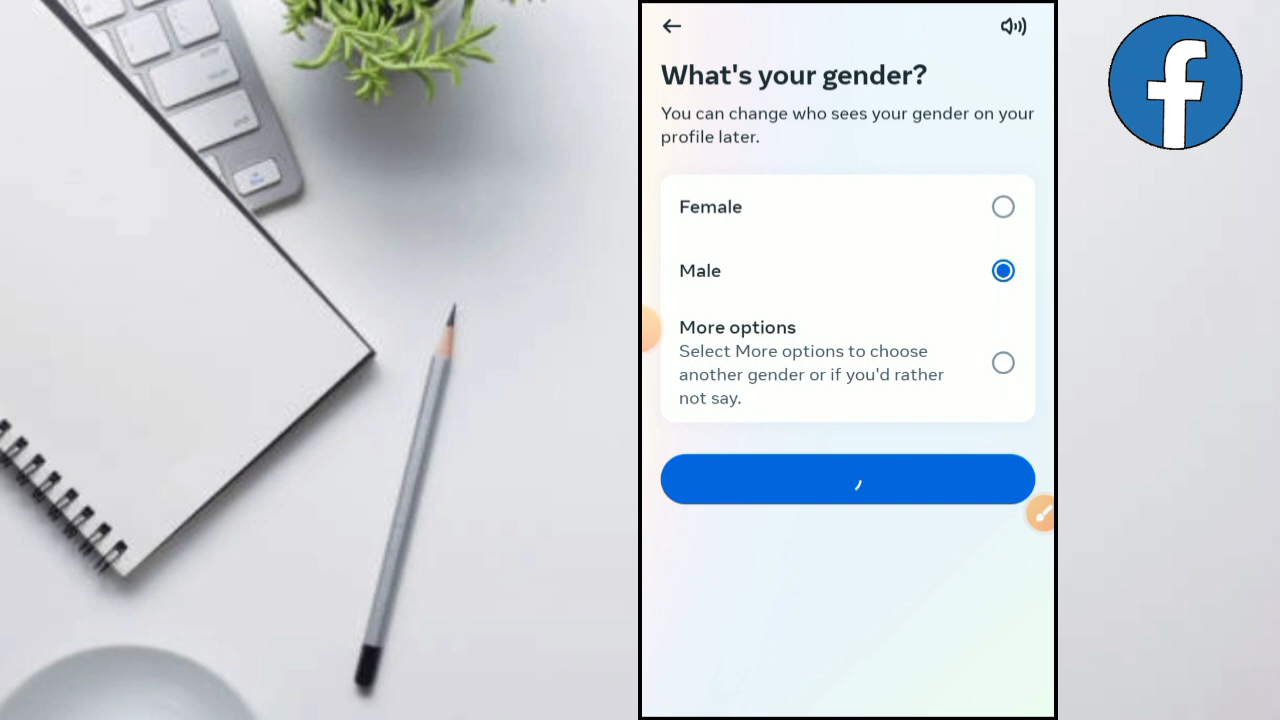 What's your gender?
You can change who sees your gender on your
profile later.
Female
Male
More options
Select More options to choose
another gender or if you'd rather
not say.
f